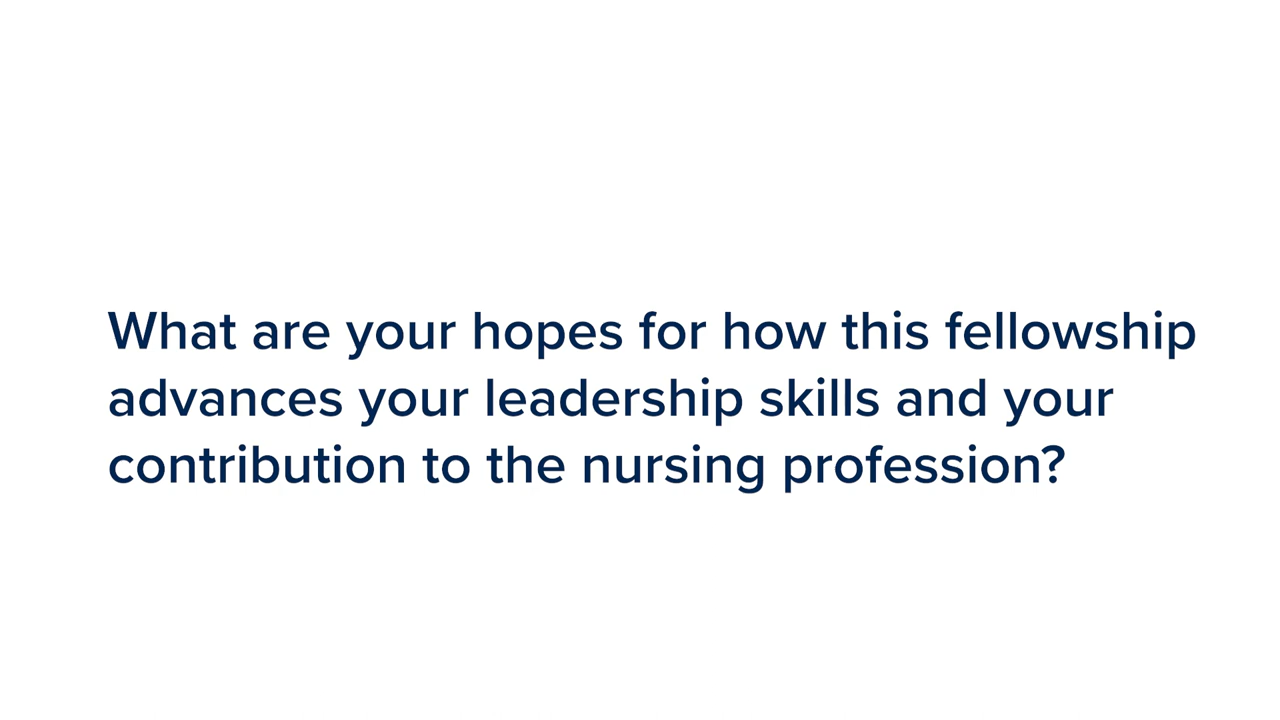 What are your hopes for how this fellowship
advances your leadership skills and your
contribution to the nursing profession?